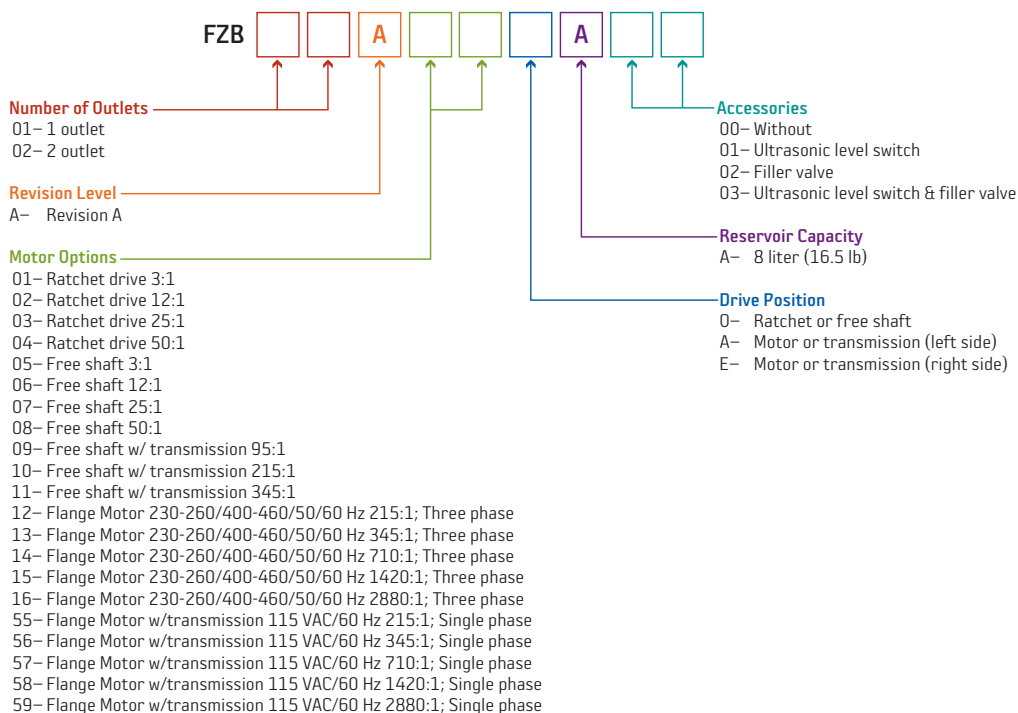 FZB A A
Number of Outlets
01– 1 outlet
02– 2 outlet
Revision Level
A– Revision A
Motor Options
01– Ratchet drive 3:1
02– Ratchet drive 12:1
03– Ratchet drive 25:1
04– Ratchet drive 50:1
05– Free shaft 3:1
06– Free shaft 12:1
07– Free shaft 25:1
08– Free shaft 50:1
09– Free shaft w/ transmission 95:1
10– Free shaft w/ transmission 215:1
11– Free shaft w/ transmission 345:1
12– Flange Motor 230-260/400-460/50/60 Hz 215:1; Three phase
13– Flange Motor 230-260/400-460/50/60 Hz 345:1; Three phase
14– Flange Motor 230-260/400-460/50/60 Hz 710:1; Three phase
15– Flange Motor 230-260/400-460/50/60 Hz 1420:1; Three phase
16– Flange Motor 230-260/400-460/50/60 Hz 2880:1; Three phase
55– Flange Motor w/transmission 115 VAC/60 Hz 215:1; Single phase
56– Flange Motor w/transmission 115 VAC/60 Hz 345:1; Single phase
57– Flange Motor w/transmission 115 VAC/60 Hz 710:1; Single phase
58– Flange Motor w/transmission 115 VAC/60 Hz 1420:1; Single phase
59– Flange Motor w/transmission 115 VAC/60 Hz 2880:1; Single phase
Accessories
00– Without
01– Ultrasonic level switch
02– Filler valve
03– Ultrasonic level switch & filler valve
Reservoir Capacity
A– 8 liter (16.5 lb)
Drive Position
0– Ratchet or free shaft
A– Motor or transmission (left side)
E– Motor or transmission (right side)